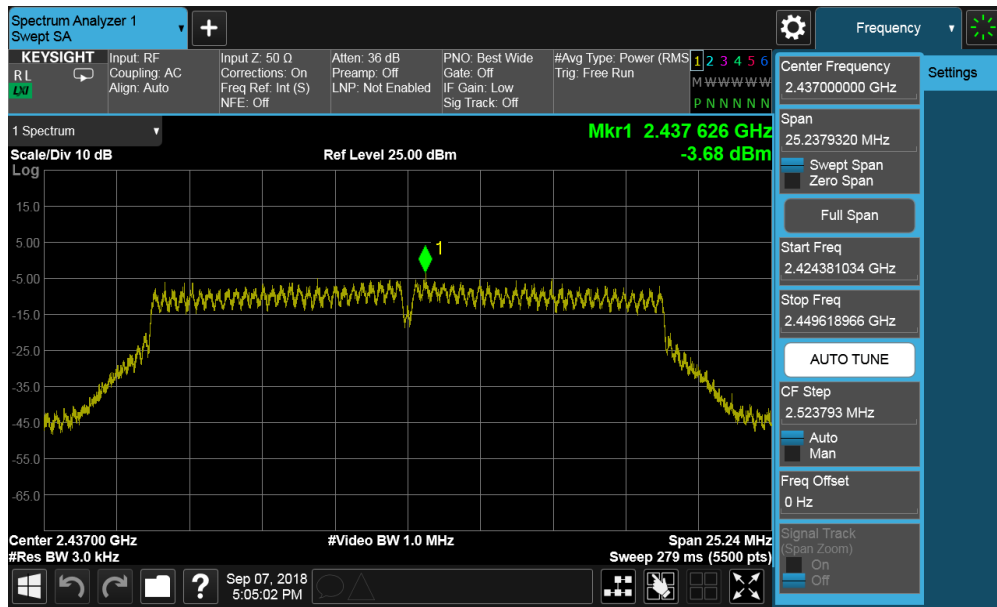 Spectrum Analyzer 1
Swept SA
+
Frequency
KEYSIGHT
R L
LXI
Input: RF
Coupling: AC
Align: Auto
Input Z: 50 Ω
Corrections: On
Freq Ref: Int (S)
NFE: Off
Atten: 36 dB
Preamp: Off
LNP: Not Enabled
PNO: Best Wide
Gate: Off
IF Gain: Low
Sig Track: Off
#Avg Type: Power (RMS
Trig: Free Run
1 2 3 4 5 6
M W W W W W
P N N N N N
Center Frequency
2.437000000 GHz
Settings
1 Spectrum
Mkr1 2.437 626 GHz
-3.68 dBm
Scale/Div 10 dB
Ref Level 25.00 dBm
Log
15.0
5.00
-5.00
-15.0
-25.0
-35.0
-45.0
-55.0
-65.0
1
Span
25.2379320 MHz
Swept Span
Zero Span
Full Span
Start Freq
2.424381034 GHz
Stop Freq
2.449618966 GHz
AUTO TUNE
CF Step
2.523793 MHz
Auto
Man
Freq Offset
0 Hz
Signal Track
(Span Zoom)
On
Off
Center 2.43700 GHz
#Video BW 1.0 MHz
Span 25.24 MHz
#Res BW 3.0 kHz
Sweep 279 ms (5500 pts)
?
Sep 07, 2018
5:05:02 PM